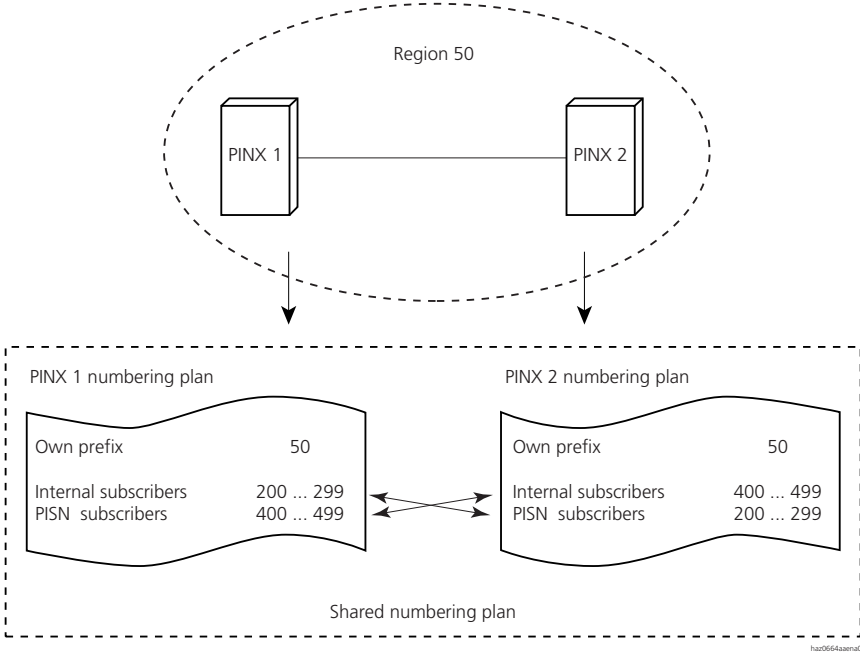 Region 50
PINX 1
PINX 2
PINX 1 numbering plan
Own prefix 50
Internal subscribers 200 ... 299
PISN subscribers 400 ... 499
PINX 2 numbering plan
Own prefix 50
Internal subscribers 400 ... 499
PISN subscribers 200 ... 299
Shared numbering plan